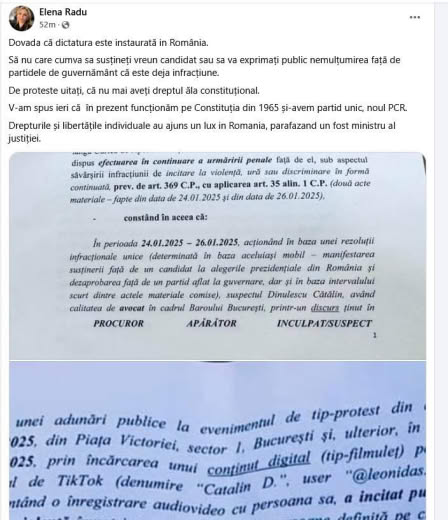 Elena Radu
52m
Dovada că dictatura este instaurată in România.
Să nu care cumva sa susțineți vreun candidat sau sa va exprimati public nemulțumirea față de
partidele de guvernământ că este deja infracțiune.
De proteste uitați, că nu mai aveți dreptul ăla constituțional.
V-am spus ieri că în prezent funcționăm pe Constituția din 1965 și-avem partid unic, noul PCR.
Drepturile și libertățile individuale au ajuns un lux in Romania, parafazand un fost ministru al
justiției.
dispus efectuarea în continuare a urmăririi penale față de el, sub aspectul
săvârșirii infracțiunii de incitare la violență, ură sau discriminare în formă
continuată, prev. de art. 369 C.P., cu aplicarea art. 35 alin. 1 C.P. (două acte
materiale – fapte din data de 24.01.2025 și din data de 26.01.2025),
- constând în aceea că:
În perioada 24.01.2025 – 26.01.2025, acționând în baza unei rezoluții
infracționale unice (determinată în baza aceluiași mobil – manifestarea
susținerii față de un candidat la alegerile prezidențiale din România și
dezaprobarea față de un partid aflat la guvernare, dar și în baza intervalului
scurt dintre actele materiale comise), suspectul Dinulescu Cătălin, având
calitatea de avocat în cadrul Baroului București, printr-un discurs ținut în
PROCUROR APĂRĂTOR INCULPAT/SUSPECT
1
unei adunări publice la evenimentul de tip-protest din
025, din Piața Victoriei, sector 1, București și, ulterior, în
025, prin încărcarea unui conținut digital (tip-filmuleț)
de TikTok (denumire "Catalin D.", user "@leonidas.
ntând o înregistrare audiovideo cu persoana sa, a incitat